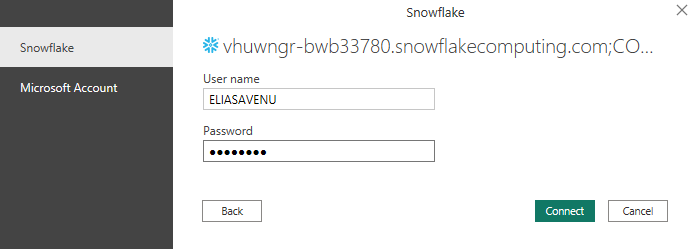 Snowflake
Snowflake
Microsoft Account
vhuwngr-bwb33780.snowflakecomputing.com;CO...
User name
ELIASAVENU
Password
●●●●●●●●
Back
Connect
Cancel